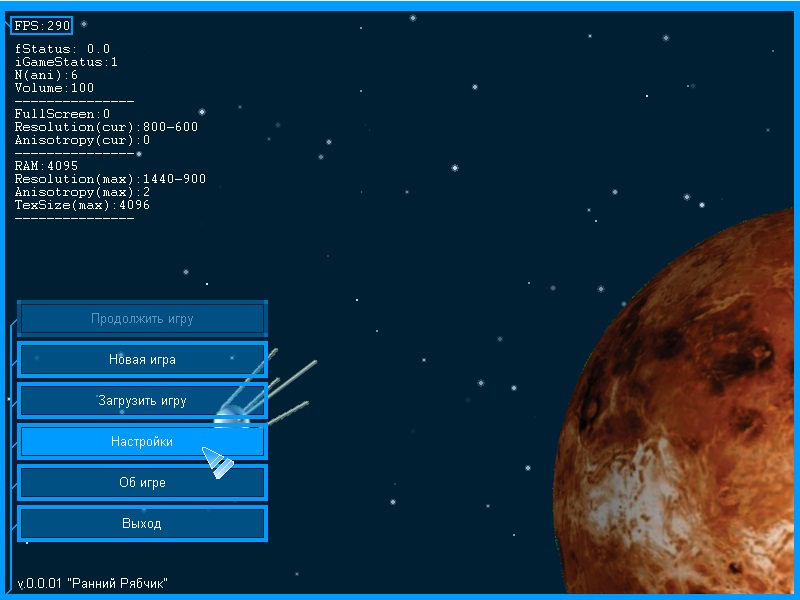 FPS:290
fStatus: 0.0
iGameStatus:1
N(ani):6
Volume:100
---------------
FullScreen:0
Resolution(cur):800-600
Anisotropy(cur):0
---------------
RAM:4095
Resolution(max):1440-900
Anisotropy(max):2
TexSize(max):4096
---------------
Продолжить игру
Новая игра
Загрузить игру
Настройки
Об игре
Выход
v.0.0.01 "Ранний Рябчик"